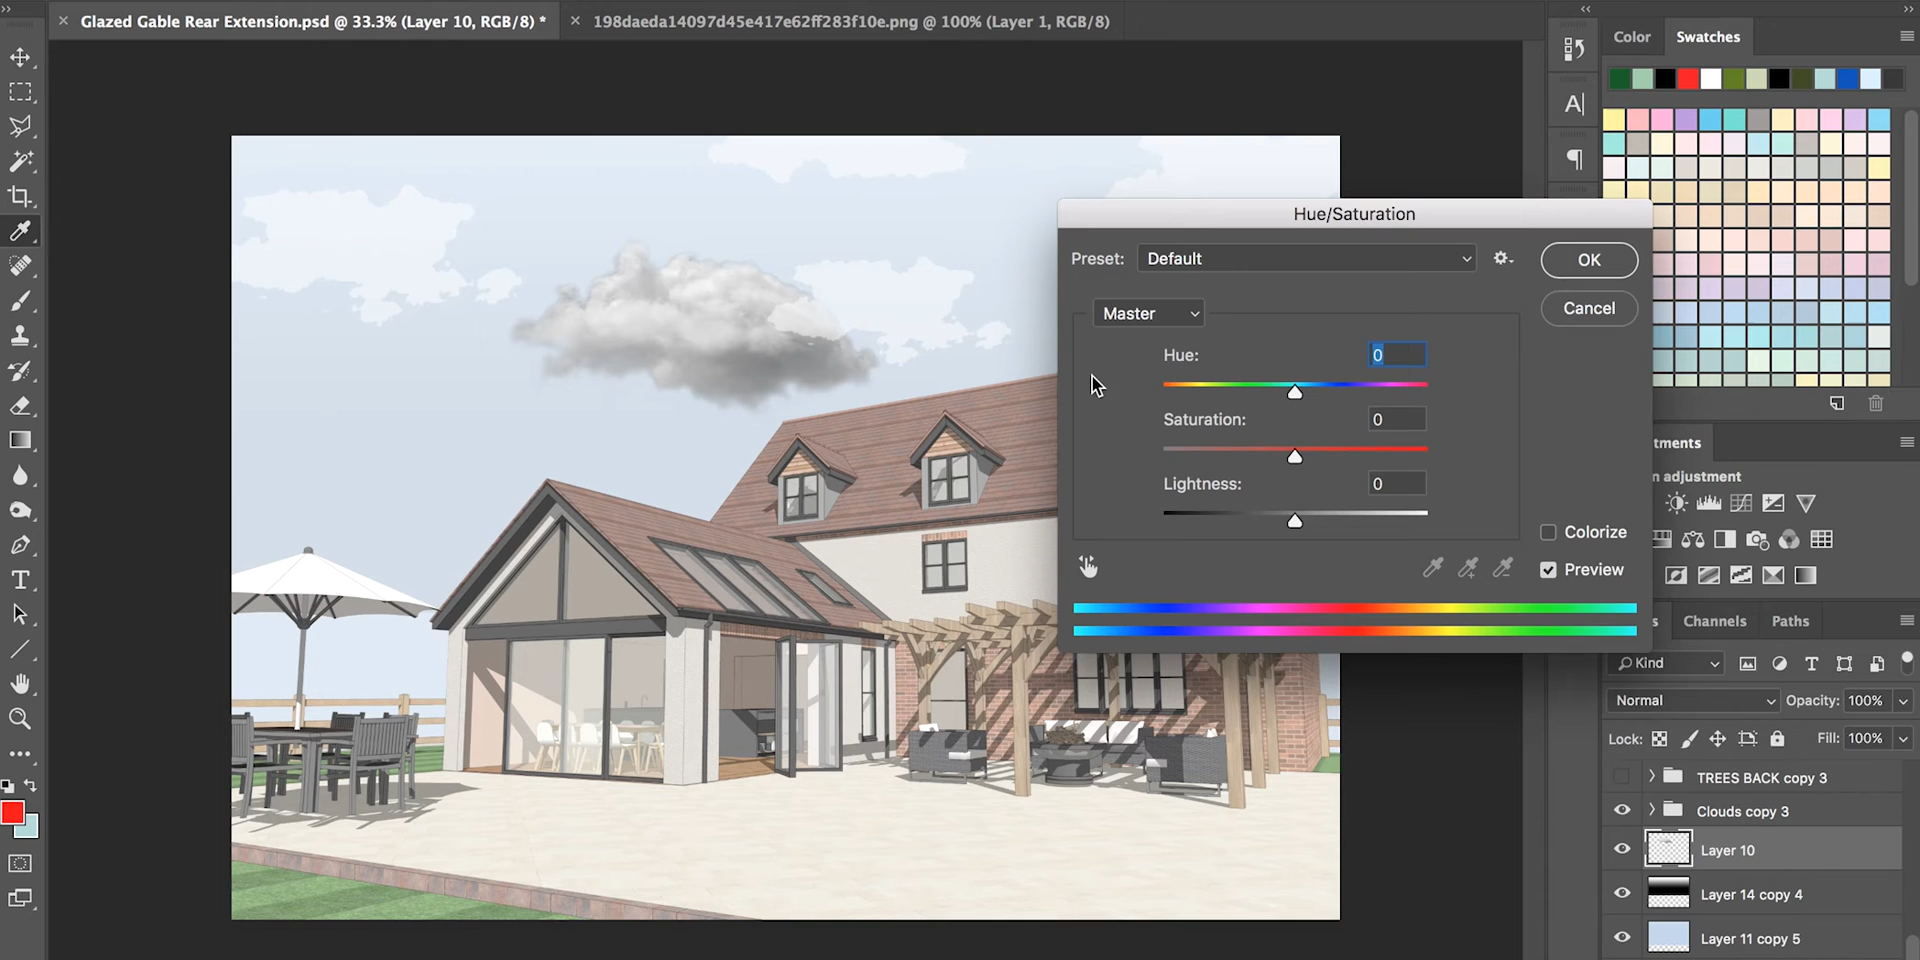 Glazed Gable Rear Extension.psd @ 33.3% (Layer 10, RGB/8) *
198daeda14097d45e417e62ff283f10e.png @ 100% (Layer 1, RGB/8)
Color
Swatches
Hue/Saturation
Preset:
Default
OK
Cancel
Master
Hue:
0
Saturation:
0
Lightness:
0
Colorize
Preview
tments
n adjustment
s
Channels
Paths
Kind
Normal
Opacity: 100%
Lock:
Fill: 100%
TREES BACK copy 3
Clouds copy 3
Layer 10
Layer 14 copy 4
Layer 11 copy 5